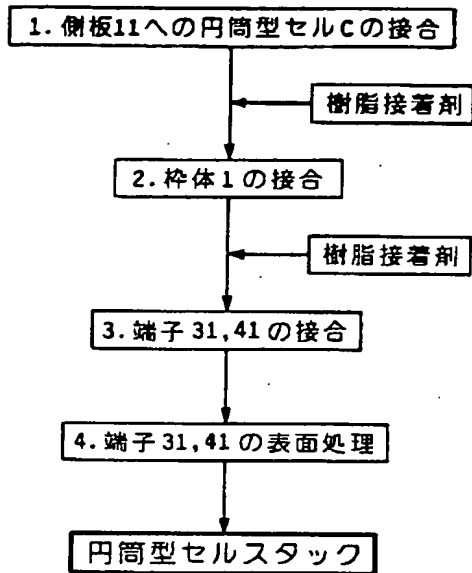 1.側板11への円筒型セルCの接合
樹脂接着剤
2.枠体1の接合
樹脂接着剤
3.端子31,41の接合
4.端子31,41の表面処理
円筒型セルスタック